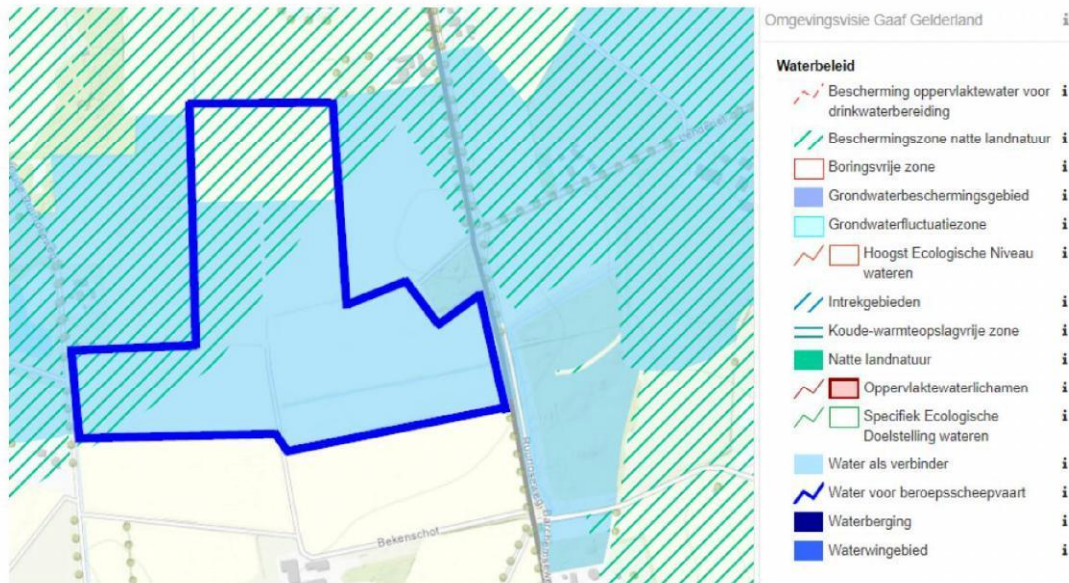 Omgevingsvisie Gaaf Gelderland i
Waterbeleid
Bescherming oppervlaktewater voor i
drinkwaterbereiding
Beschermingszone natte landnatuur i
Boringsvrije zone i
Grondwaterbeschermingsgebied i
Grondwaterfluctuatiezone i
Hoogst Ecologische Niveau i
wateren
Intrekgebieden i
Koude-warmteopslagvrije zone i
Natte landnatuur i
Oppervlaktewaterlichamen i
Specifiek Ecologische i
Doelstelling wateren
Water als verbinder i
Water voor beroepsscheepvaart i
Waterberging i
Waterwingebied i
Bekenschot